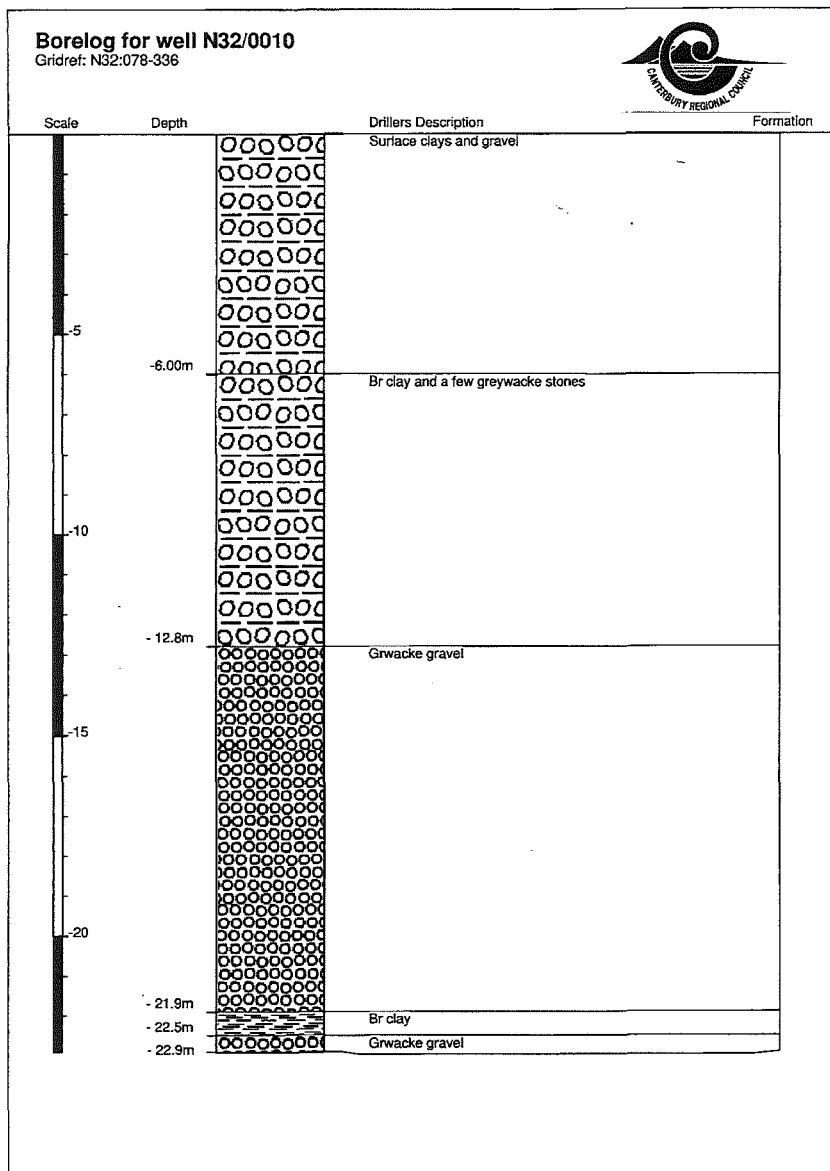 Borelog for well N32/0010
Gridref: N32:078-336
CANTERBURY REGIONAL COUNCIL
Scale Depth Drillers Description Formation
Surface clays and gravel
-5
-6.00m
Br clay and a few greywacke stones
-10
- 12.8m
Grwacke gravel
-15
-20
- 21.9m
Br clay
- 22.5m
Grwacke gravel
- 22.9m